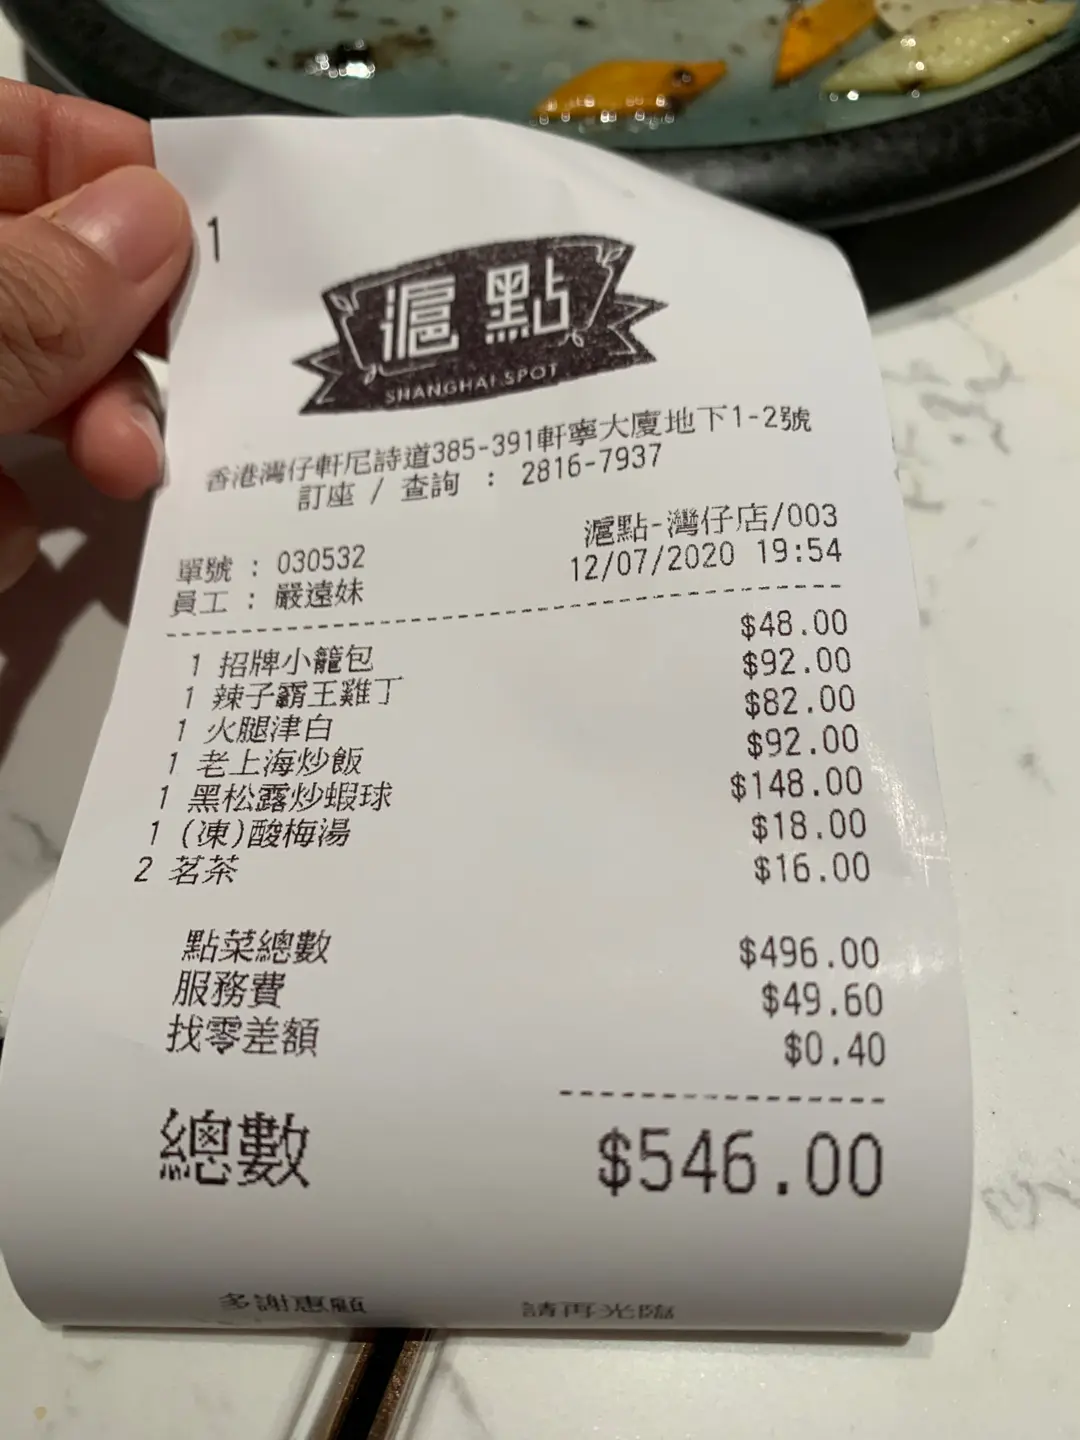 1
滬點
SHANGHAI SPOT
香港灣仔軒尼詩道385-391軒寧大廈地下1-2號
訂座 / 查詢 : 2816-7937
滬點-灣仔店/003
單號 : 030532 12/07/2020 19:54
員工 : 嚴遠妹
1 招牌小籠包 $48.00
1 辣子霸王雞丁 $92.00
1 火腿津白 $82.00
1 老上海炒飯 $92.00
1 黑松露炒蝦球 $148.00
1 (凍)酸梅湯 $18.00
2 茗茶 $16.00
點菜總數 $496.00
服務費 $49.60
找零差額 $0.40
總數 $546.00
多謝惠顧 請再光臨